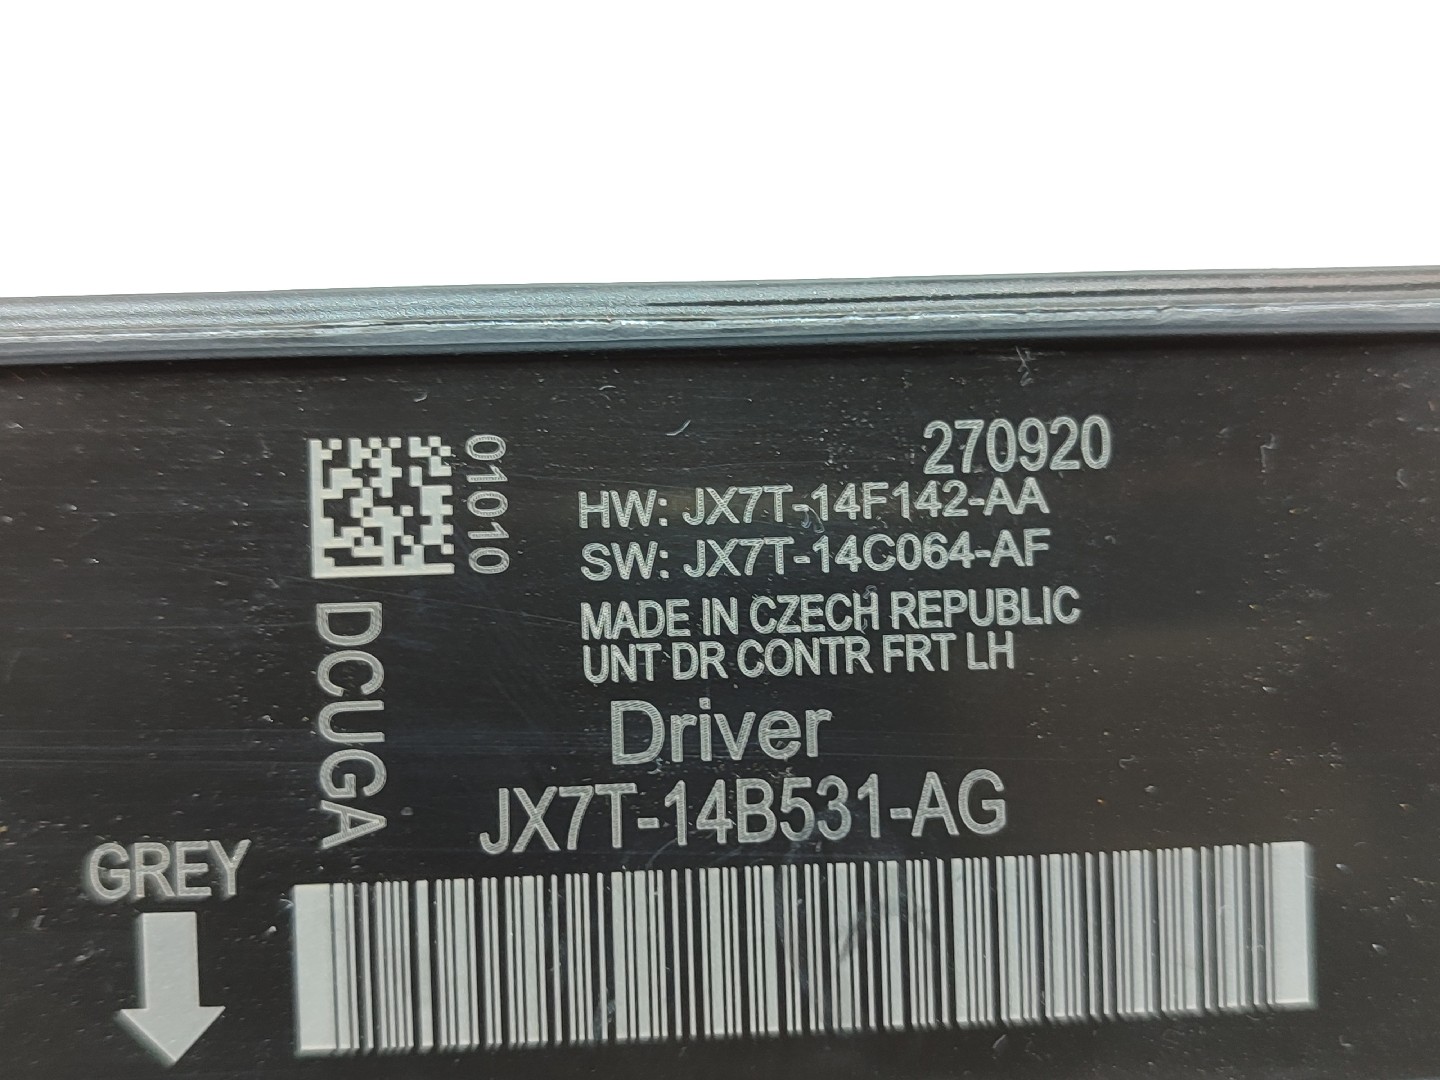 270920
01010
HW: JX7T-14F142-AA
SW: JX7T-14C064-AF
MADE IN CZECH REPUBLIC
UNT DR CONTR FRT LH
DCUGA
Driver
JX7T-14B531-AG
GREY